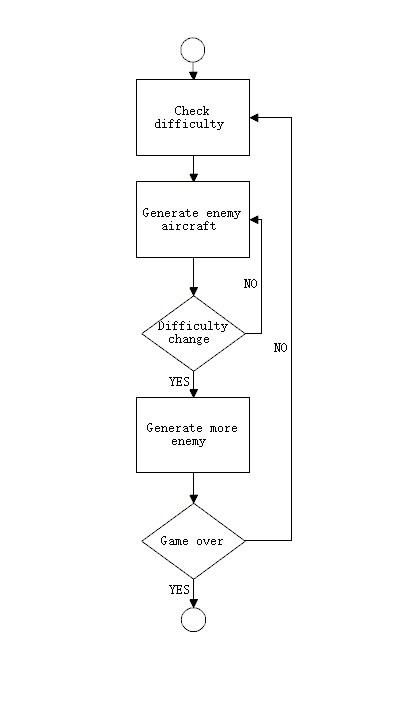 Check
difficulty
Generate enemy
aircraft
NO
Difficulty
change
NO
YES
Generate more
enemy
Game over
YES